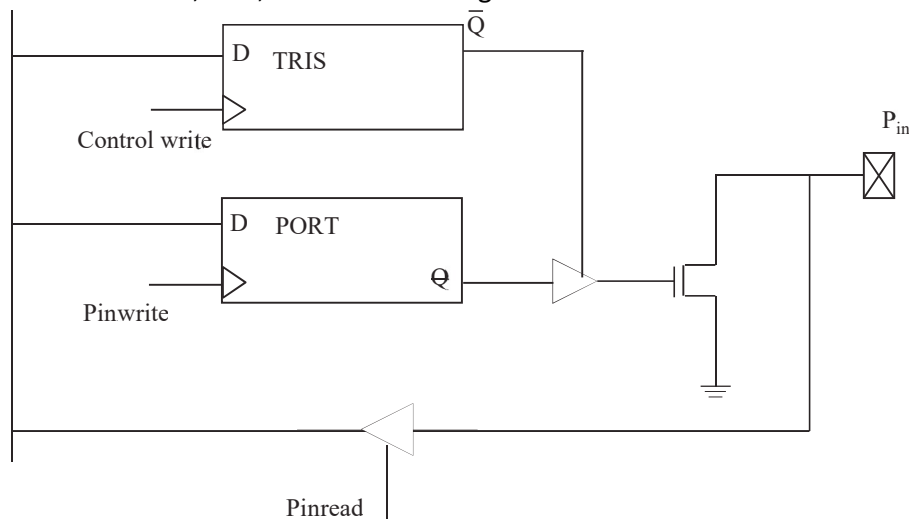 Q̅
D TRIS
Control write
P_in
D PORT
Q̅
Pinwrite
Pinread